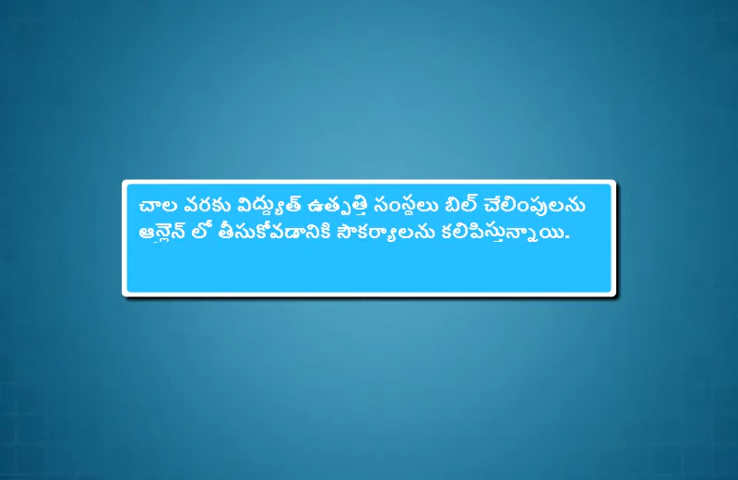 చాల వరకు విద్యుత్ ఉత్పత్తి సంస్థలు బిల్ చేలింపులను
ఆన్లైన్ లో తీసుకోవడానికి సౌకర్యాలను కలిపిస్తున్నాయి.